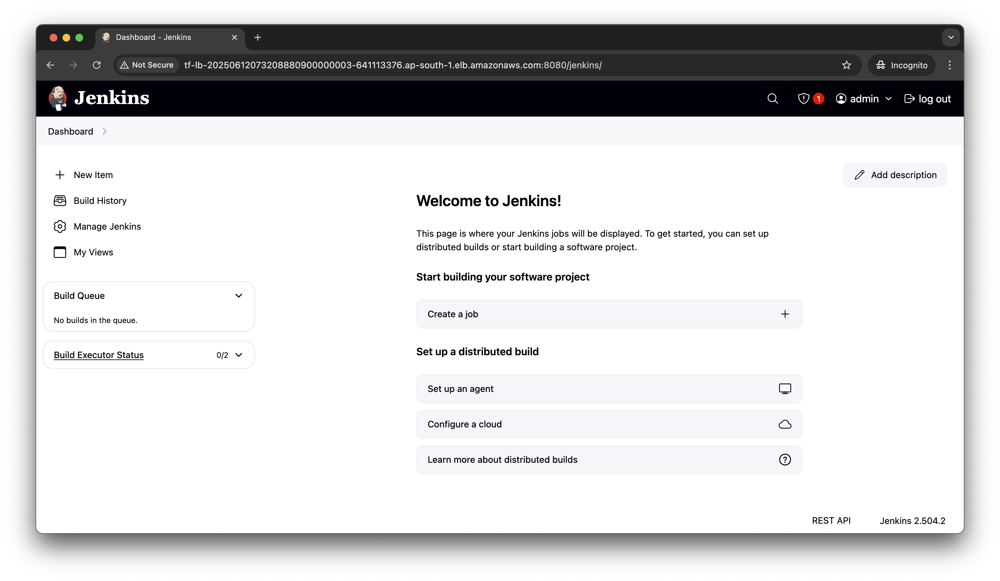 Dashboard - Jenkins
Not Secure
tf-lb-20250612073208880900000003-641113376.ap-south-1.elb.amazonaws.com:8080/jenkins/
Incognito
Jenkins
1
admin
log out
Dashboard
New Item
Build History
Manage Jenkins
My Views
Build Queue
No builds in the queue.
Build Executor Status
0/2
Add description
Welcome to Jenkins!
This page is where your Jenkins jobs will be displayed. To get started, you can set up
distributed builds or start building a software project.
Start building your software project
Create a job
Set up a distributed build
Set up an agent
Configure a cloud
Learn more about distributed builds
REST API
Jenkins 2.504.2